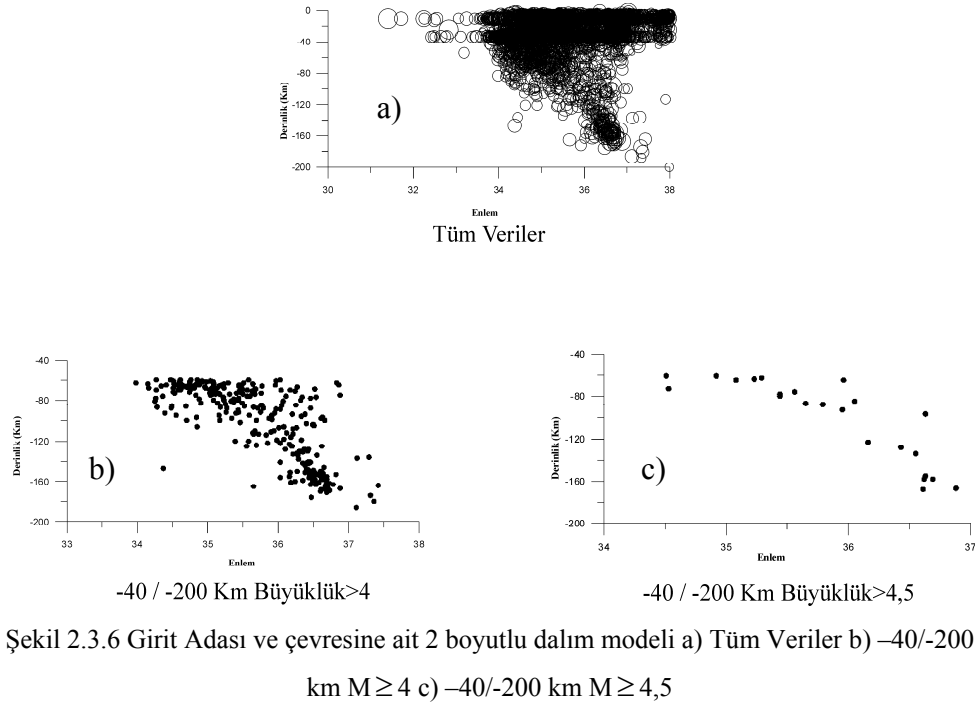 0
-40
-80
-120
-160
-200
Derinlik (Km)
a)
30 32 34 36 38
Enlem
Tüm Veriler
-40
-80
-120
-160
-200
Derinlik (Km)
b)
33 34 35 36 37 38
Enlem
-40 / -200 Km Büyüklük>4
-40
-80
-120
-160
-200
Derinlik (Km)
c)
34 35 36 37
Enlem
-40 / -200 Km Büyüklük>4,5
Şekil 2.3.6 Girit Adası ve çevresine ait 2 boyutlu dalım modeli a) Tüm Veriler b) –40/-200
km M ≥ 4 c) –40/-200 km M ≥ 4,5